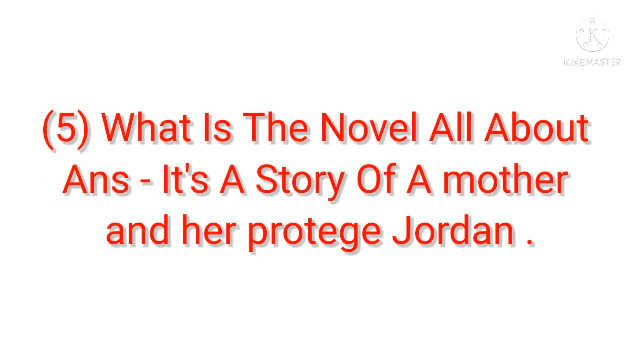 KINEMASTER
(5) What Is The Novel All About
Ans - It's A Story Of A mother
and her protege Jordan .